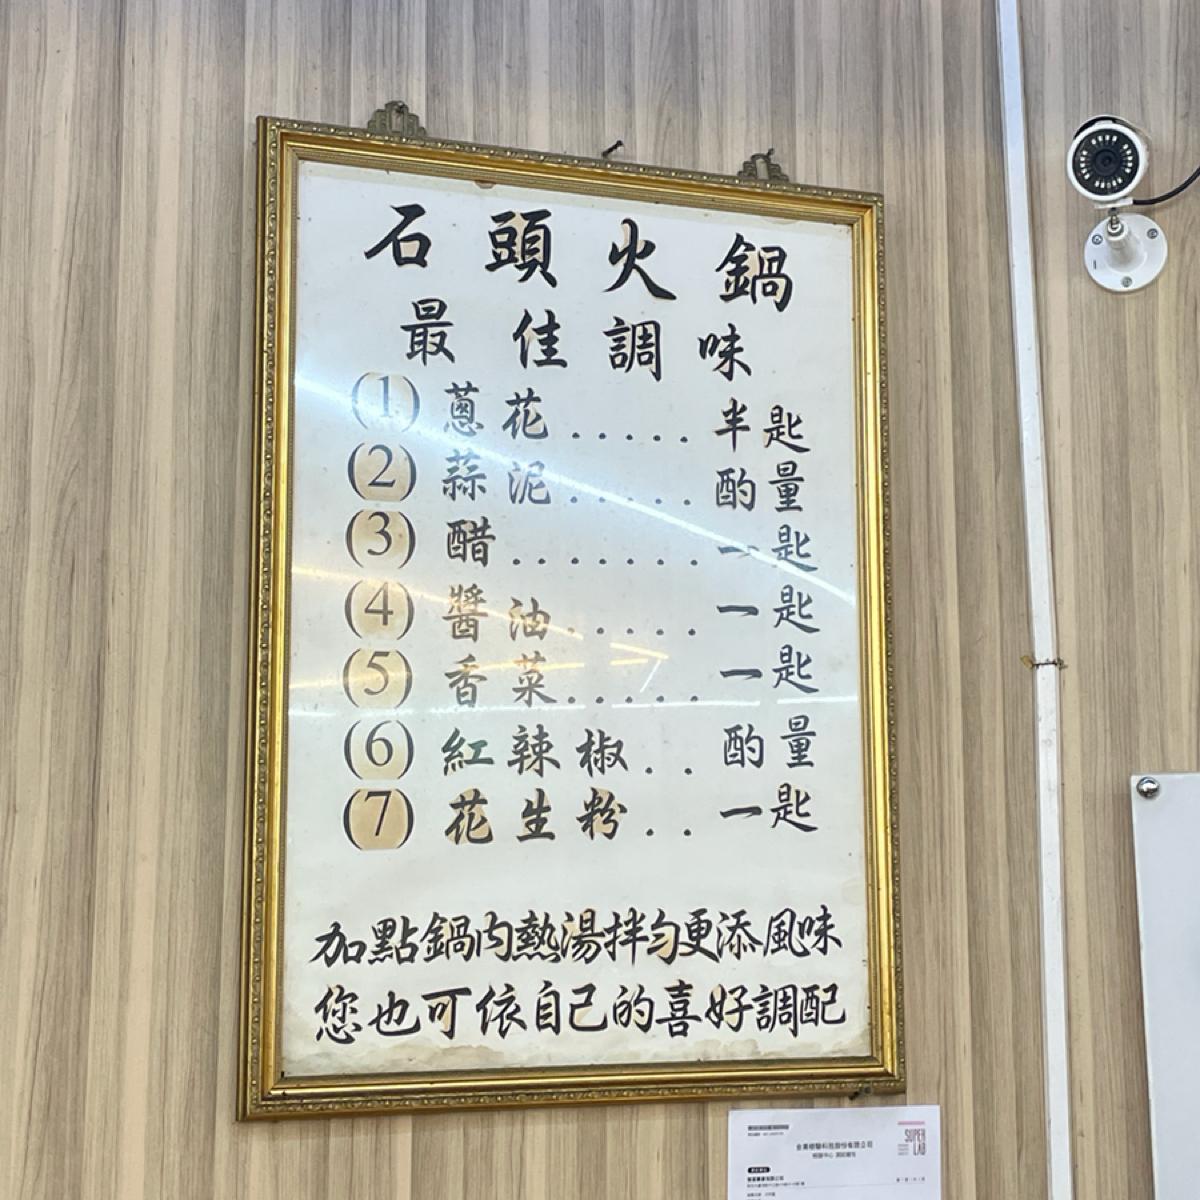 石頭火鍋
最佳調味
(1) 蔥花..... 半匙
(2) 蒜泥..... 酌量
(3) 醋....... 一匙
(4) 醬油..... 一匙
(5) 香菜..... 一匙
(6) 紅辣椒.. 酌量
(7) 花生粉.. 一匙
加點鍋內熱湯拌勻更添風味
您也可依自己的喜好調配
SUPER
LAB